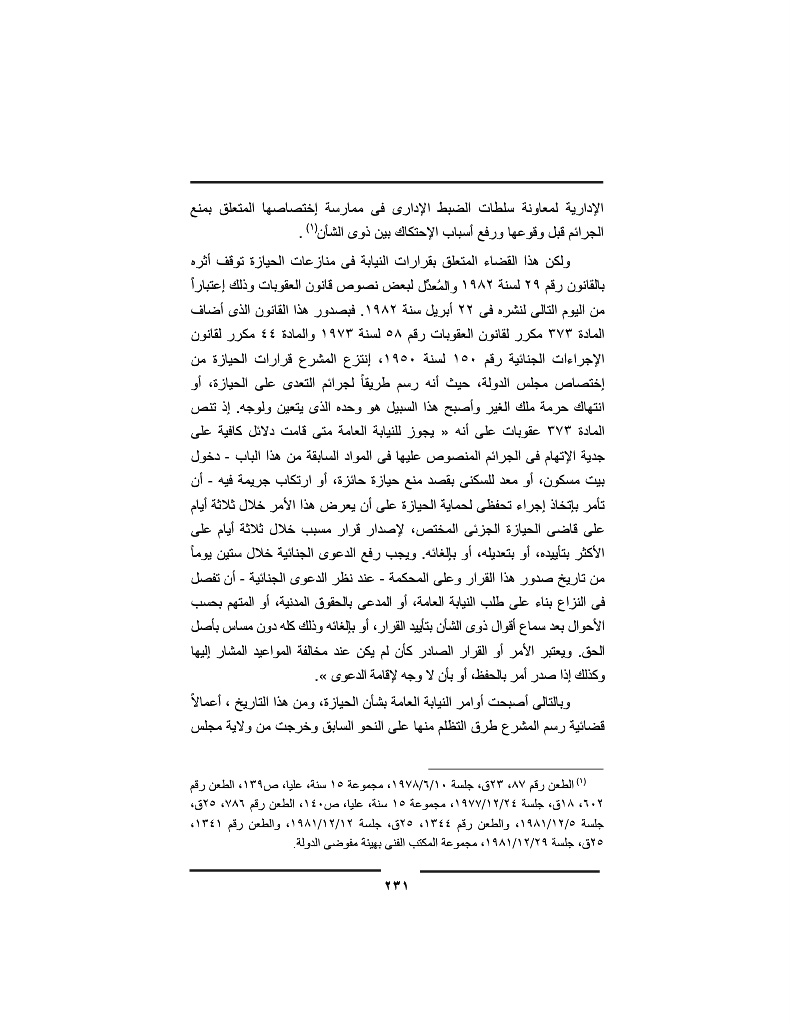 الإدارية لمعاونة سلطات الضبط الإدارى فى ممارسة إختصاصها المتعلق بمنع
الجرائم قبل وقوعها ورفع أسباب الإحتكاك بين ذوى الشأن(١) .
ولكن هذا القضاء المتعلق بقرارات النيابة فى منازعات الحيازة توقف أثره
بالقانون رقم ٢٩ لسنة ١٩٨٢ والمُعدِّل لبعض نصوص قانون العقوبات وذلك إعتباراً
من اليوم التالى لنشره فى ٢٢ أبريل سنة ١٩٨٢. فبصدور هذا القانون الذى أضاف
المادة ٣٧٣ مكرر لقانون العقوبات رقم ٥٨ لسنة ١٩٧٣ والمادة ٤٤ مكرر لقانون
الإجراءات الجنائية رقم ١٥٠ لسنة ١٩٥٠، إنتزع المشرع قرارات الحيازة من
إختصاص مجلس الدولة، حيث أنه رسم طريقاً لجرائم التعدى على الحيازة، أو
انتهاك حرمة ملك الغير وأصبح هذا السبيل هو وحده الذى يتعين ولوجه. إذ تنص
المادة ٣٧٣ عقوبات على أنه « يجوز للنيابة العامة متى قامت دلائل كافية على
جدية الإتهام فى الجرائم المنصوص عليها فى المواد السابقة من هذا الباب - دخول
بيت مسكون، أو معد للسكنى بقصد منع حيازة حائزة، أو ارتكاب جريمة فيه - أن
تأمر بإتخاذ إجراء تحفظى لحماية الحيازة على أن يعرض هذا الأمر خلال ثلاثة أيام
على قاضى الحيازة الجزئى المختص، لإصدار قرار مسبب خلال ثلاثة أيام على
الأكثر بتأييده، أو بتعديله، أو بإلغائه. ويجب رفع الدعوى الجنائية خلال ستين يوماً
من تاريخ صدور هذا القرار وعلى المحكمة - عند نظر الدعوى الجنائية - أن تفصل
فى النزاع بناء على طلب النيابة العامة، أو المدعى بالحقوق المدنية، أو المتهم بحسب
الأحوال بعد سماع أقوال ذوى الشأن بتأييد القرار، أو بإلغائه وذلك كله دون مساس بأصل
الحق. ويعتبر الأمر أو القرار الصادر كأن لم يكن عند مخالفة المواعيد المشار إليها
وكذلك إذا صدر أمر بالحفظ، أو بأن لا وجه لإقامة الدعوى ».
وبالتالى أصبحت أوامر النيابة العامة بشأن الحيازة، ومن هذا التاريخ ، أعمالاً
قضائية رسم المشرع طرق التظلم منها على النحو السابق وخرجت من ولاية مجلس
(١) الطعن رقم ٨٧، ٢٣ق، جلسة ١٩٧٨/٦/١٠، مجموعة ١٥ سنة، عليا، ص١٣٩، الطعن رقم
٦٠٢، ١٨ق، جلسة ١٩٧٧/١٢/٢٤، مجموعة ١٥ سنة، عليا، ص١٤٠، الطعن رقم ٧٨٦، ٢٥ق،
جلسة ١٩٨١/١٢/٥، والطعن رقم ١٣٤٤، ٢٥ق، جلسة ١٩٨١/١٢/١٢، والطعن رقم ١٣٤١،
٢٥ق، جلسة ١٩٨١/١٢/٢٩، مجموعة المكتب الفنى بهيئة مفوضى الدولة.
٢٣١